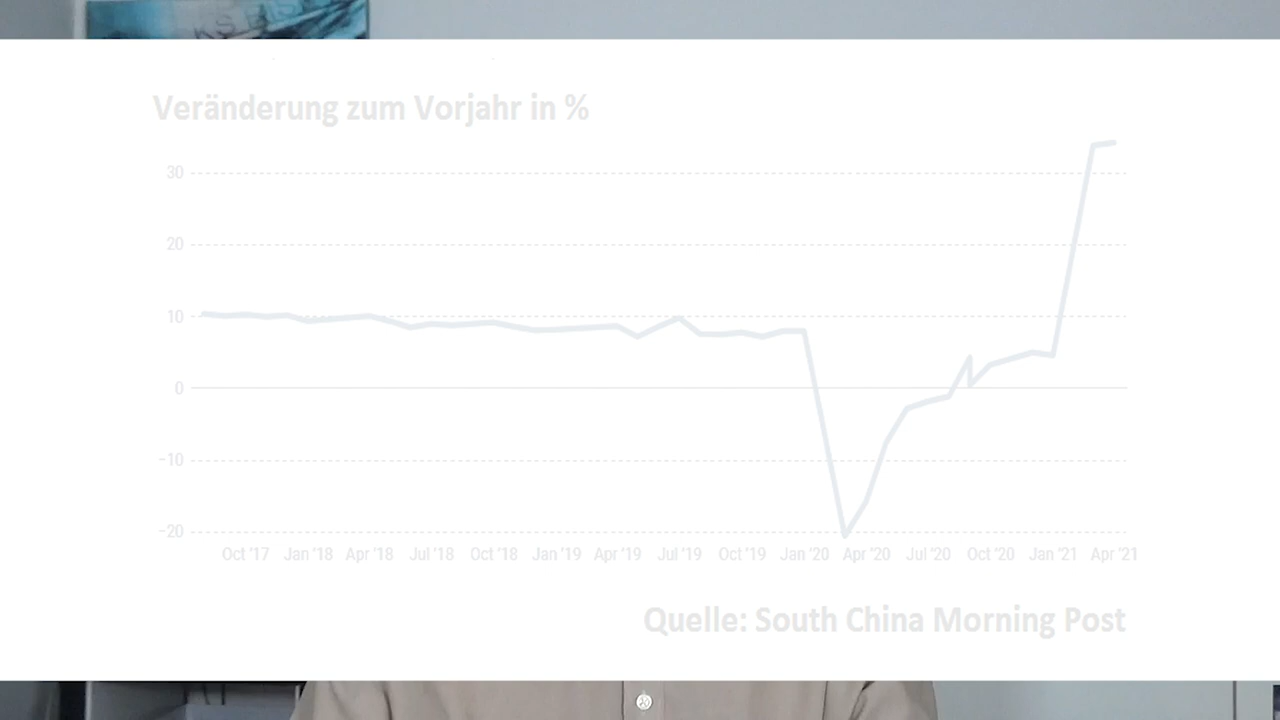 Veränderung zum Vorjahr in %
30
20
10
0
−10
−20
Oct '17 Jan '18 Apr '18 Jul '18 Oct '18 Jan '19 Apr '19 Jul '19 Oct '19 Jan '20 Apr '20 Jul '20 Oct '20 Jan '21 Apr '21
Quelle: South China Morning Post